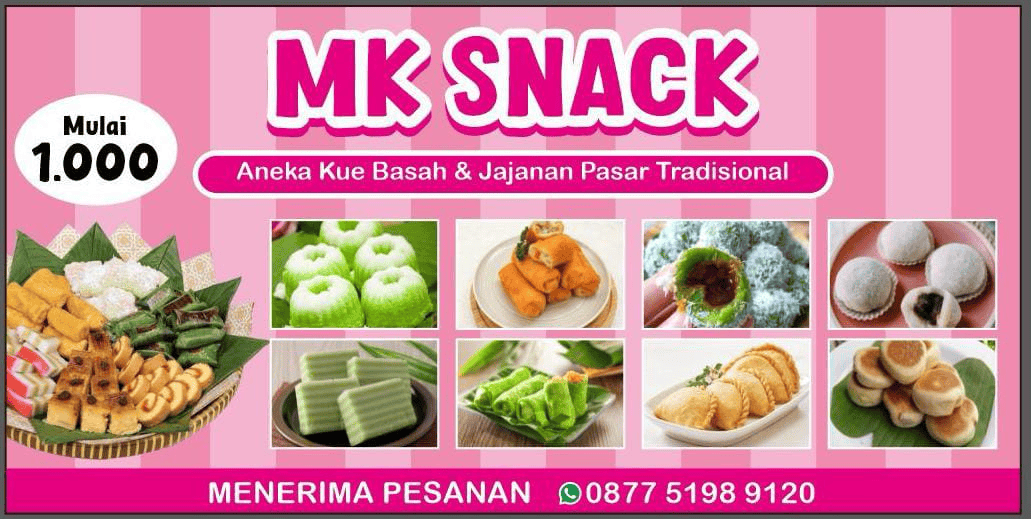 MK SNACK
Mulai
1.000
Aneka Kue Basah & Jajanan Pasar Tradisional
MENERIMA PESANAN 0877 5198 9120